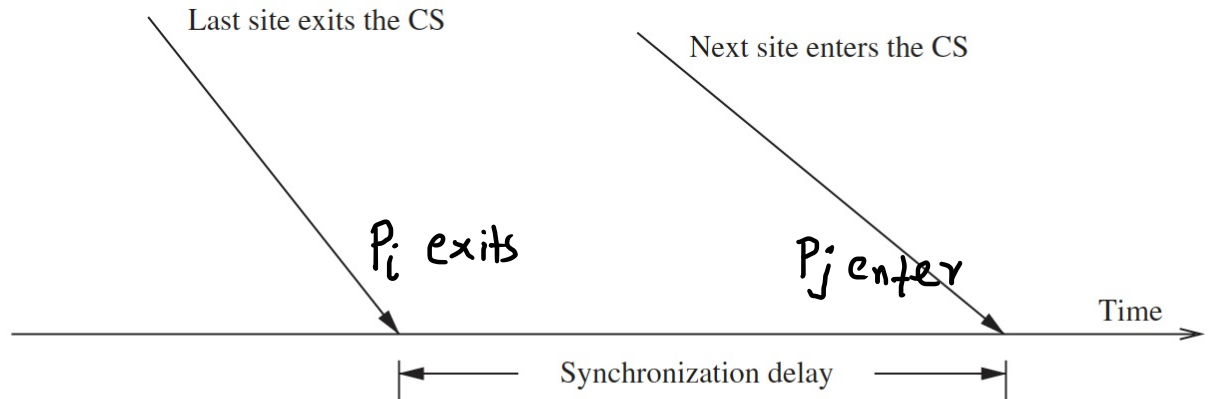 Last site exits the CS
Next site enters the CS
Pi exits
Pj enter
Time
Synchronization delay